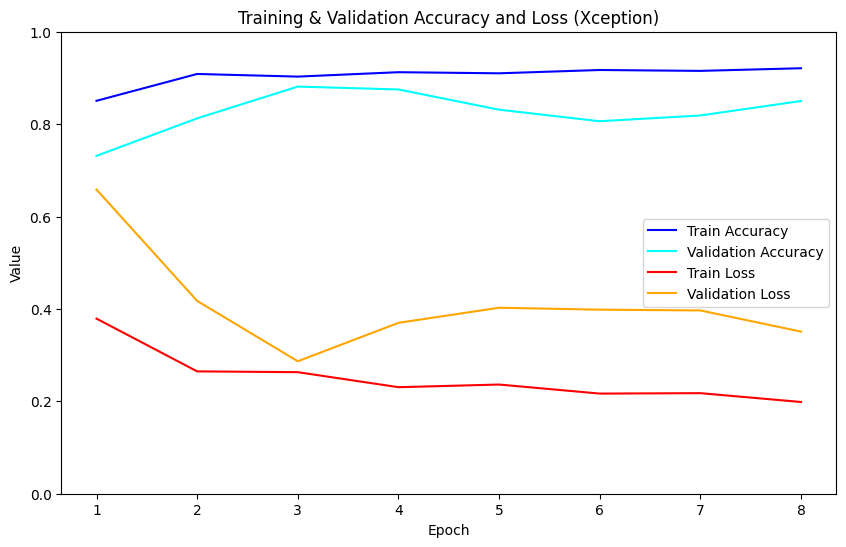 Training & Validation Accuracy and Loss (Xception)
1.0
0.8
0.6
0.4
0.2
0.0
Value
Train Accuracy
Validation Accuracy
Train Loss
Validation Loss
1 2 3 4 5 6 7 8
Epoch